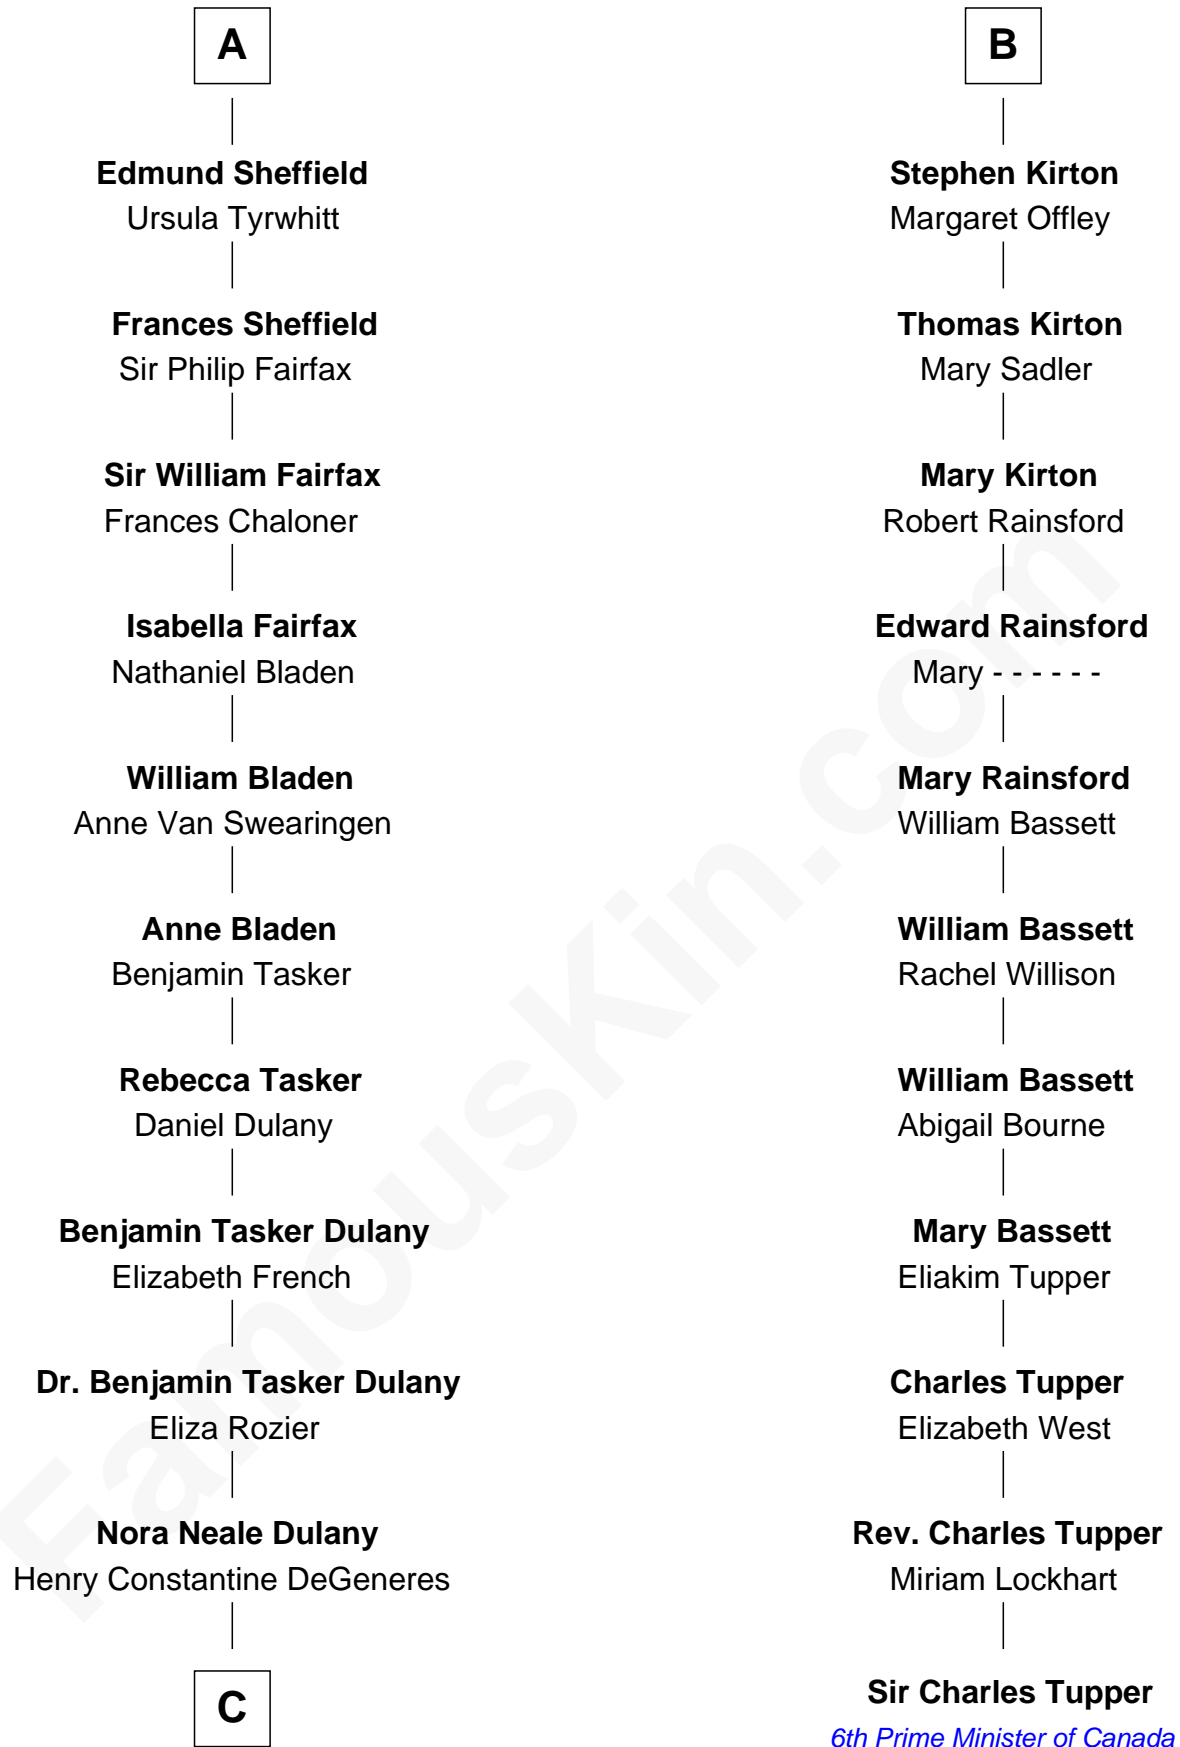 A
Edmund Sheffield
Ursula Tyrwhitt
Frances Sheffield
Sir Philip Fairfax
Sir William Fairfax
Frances Chaloner
Isabella Fairfax
Nathaniel Bladen
William Bladen
Anne Van Swearingen
Anne Bladen
Benjamin Tasker
Rebecca Tasker
Daniel Dulany
Benjamin Tasker Dulany
Elizabeth French
Dr. Benjamin Tasker Dulany
Eliza Rozier
Nora Neale Dulany
Henry Constantine DeGeneres
C
B
Stephen Kirton
Margaret Offley
Thomas Kirton
Mary Sadler
Mary Kirton
Robert Rainsford
Edward Rainsford
Mary - - - - - -
Mary Rainsford
William Bassett
William Bassett
Rachel Willison
William Bassett
Abigail Bourne
Mary Bassett
Eliakim Tupper
Charles Tupper
Elizabeth West
Rev. Charles Tupper
Miriam Lockhart
Sir Charles Tupper
6th Prime Minister of Canada
FamousKin.com